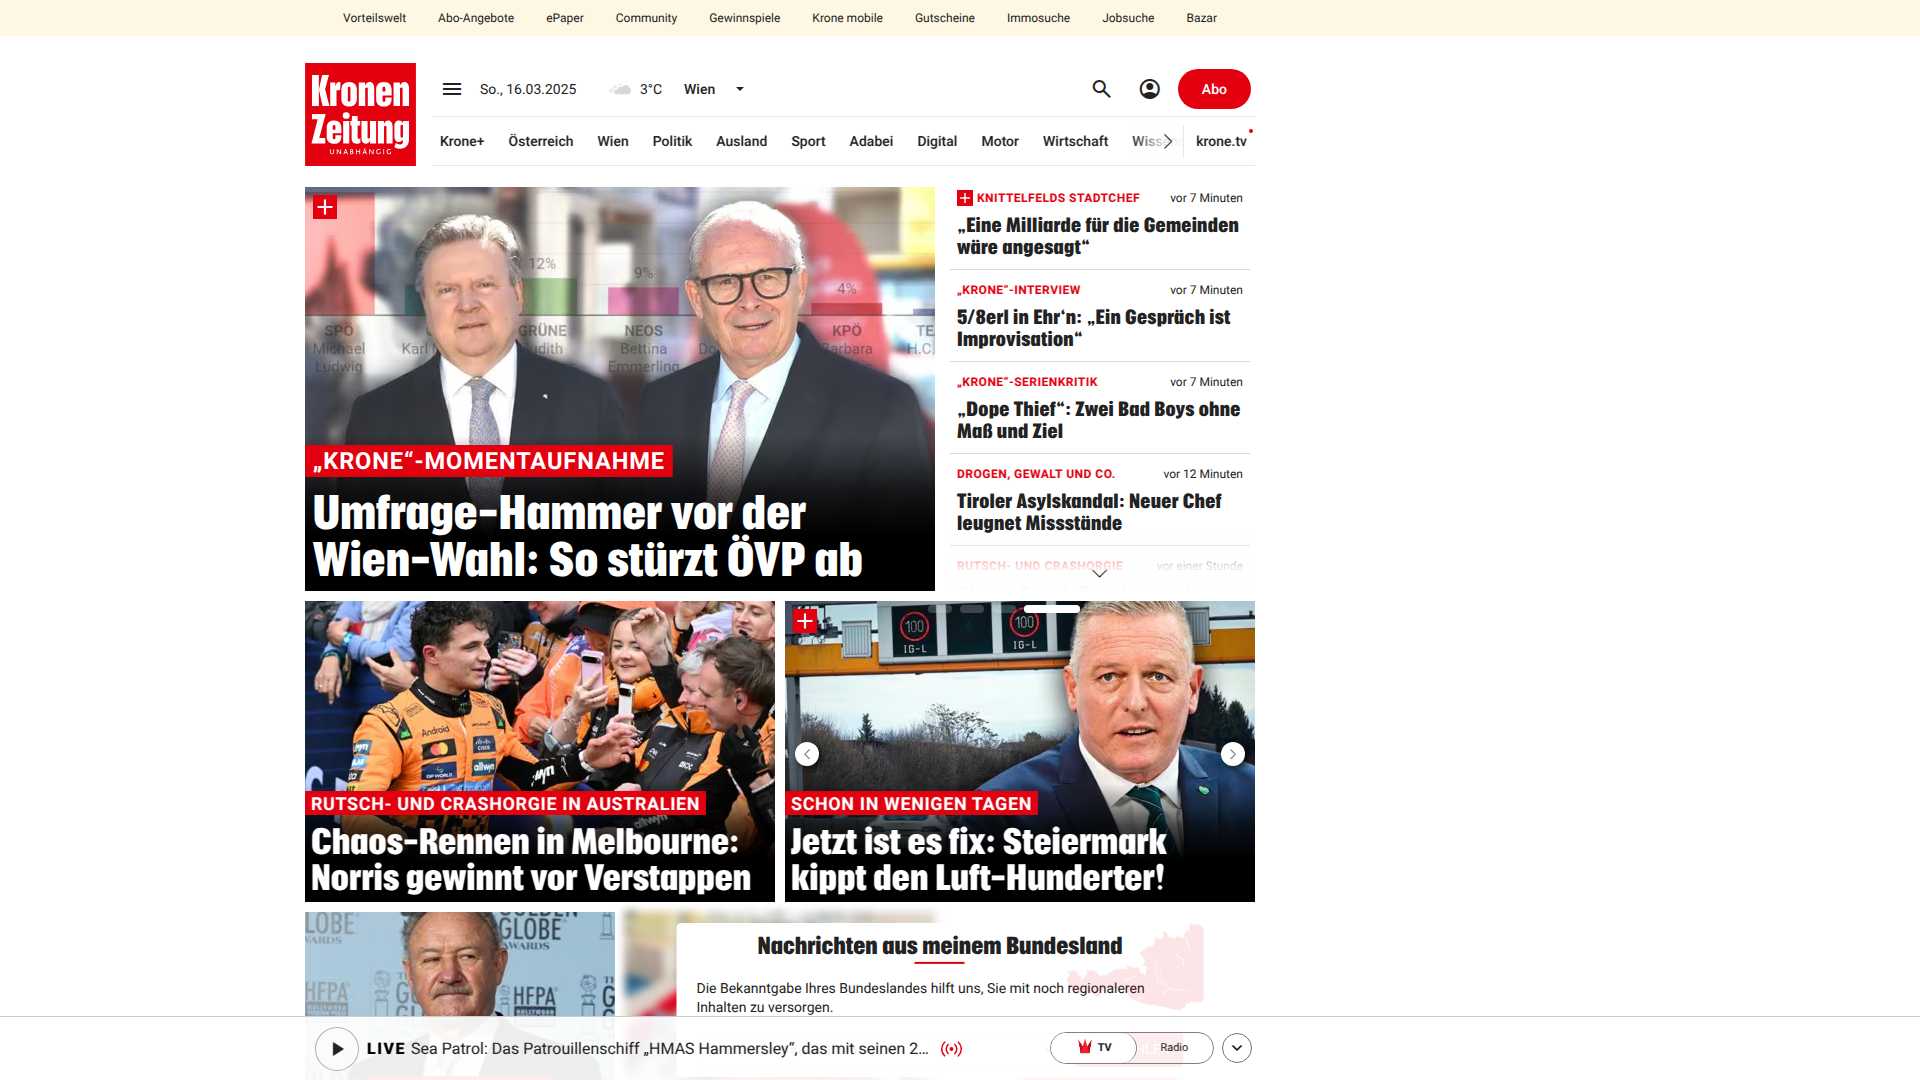 Vorteilswelt Abo-Angebote ePaper Community Gewinnspiele Krone mobile Gutscheine Immosuche Jobsuche Bazar
Kronen
Zeitung
UNABHÄNGIG
So., 16.03.2025 3°C Wien
Abo
Krone+ Österreich Wien Politik Ausland Sport Adabei Digital Motor Wirtschaft krone.tv
12%
9%
4%
SPÖ GRÜNE NEOS KPÖ
Michael Karl Judith Bettina Barbara H.C.
Ludwig Emmerling
„KRONE“-MOMENTAUFNAHME
Umfrage-Hammer vor der
Wien-Wahl: So stürzt ÖVP ab
KNITTELFELDS STADTCHEF vor 7 Minuten
„Eine Milliarde für die Gemeinden
wäre angesagt“
„KRONE“-INTERVIEW vor 7 Minuten
5/8erl in Ehr‘n: „Ein Gespräch ist
Improvisation“
„KRONE“-SERIENKRITIK vor 7 Minuten
„Dope Thief“: Zwei Bad Boys ohne
Maß und Ziel
DROGEN, GEWALT UND CO. vor 12 Minuten
Tiroler Asylskandal: Neuer Chef
leugnet Missstände
RUTSCH- UND CRASHORGIE vor einer Stunde
Android
CISCO
DP WORLD
allwyn
RUTSCH- UND CRASHORGIE IN AUSTRALIEN
Chaos-Rennen in Melbourne:
Norris gewinnt vor Verstappen
100 100
IG-L IG-L
SCHON IN WENIGEN TAGEN
Jetzt ist es fix: Steiermark
kippt den Luft-Hunderter!
GOLDEN
GLOBE
AWARDS
HFPA
Nachrichten aus meinem Bundesland
Die Bekanntgabe Ihres Bundeslandes hilft uns, Sie mit noch regionaleren
Inhalten zu versorgen.
LIVE Sea Patrol: Das Patrouillenschiff „HMAS Hammersley“, das mit seinen 2...
TV Radio